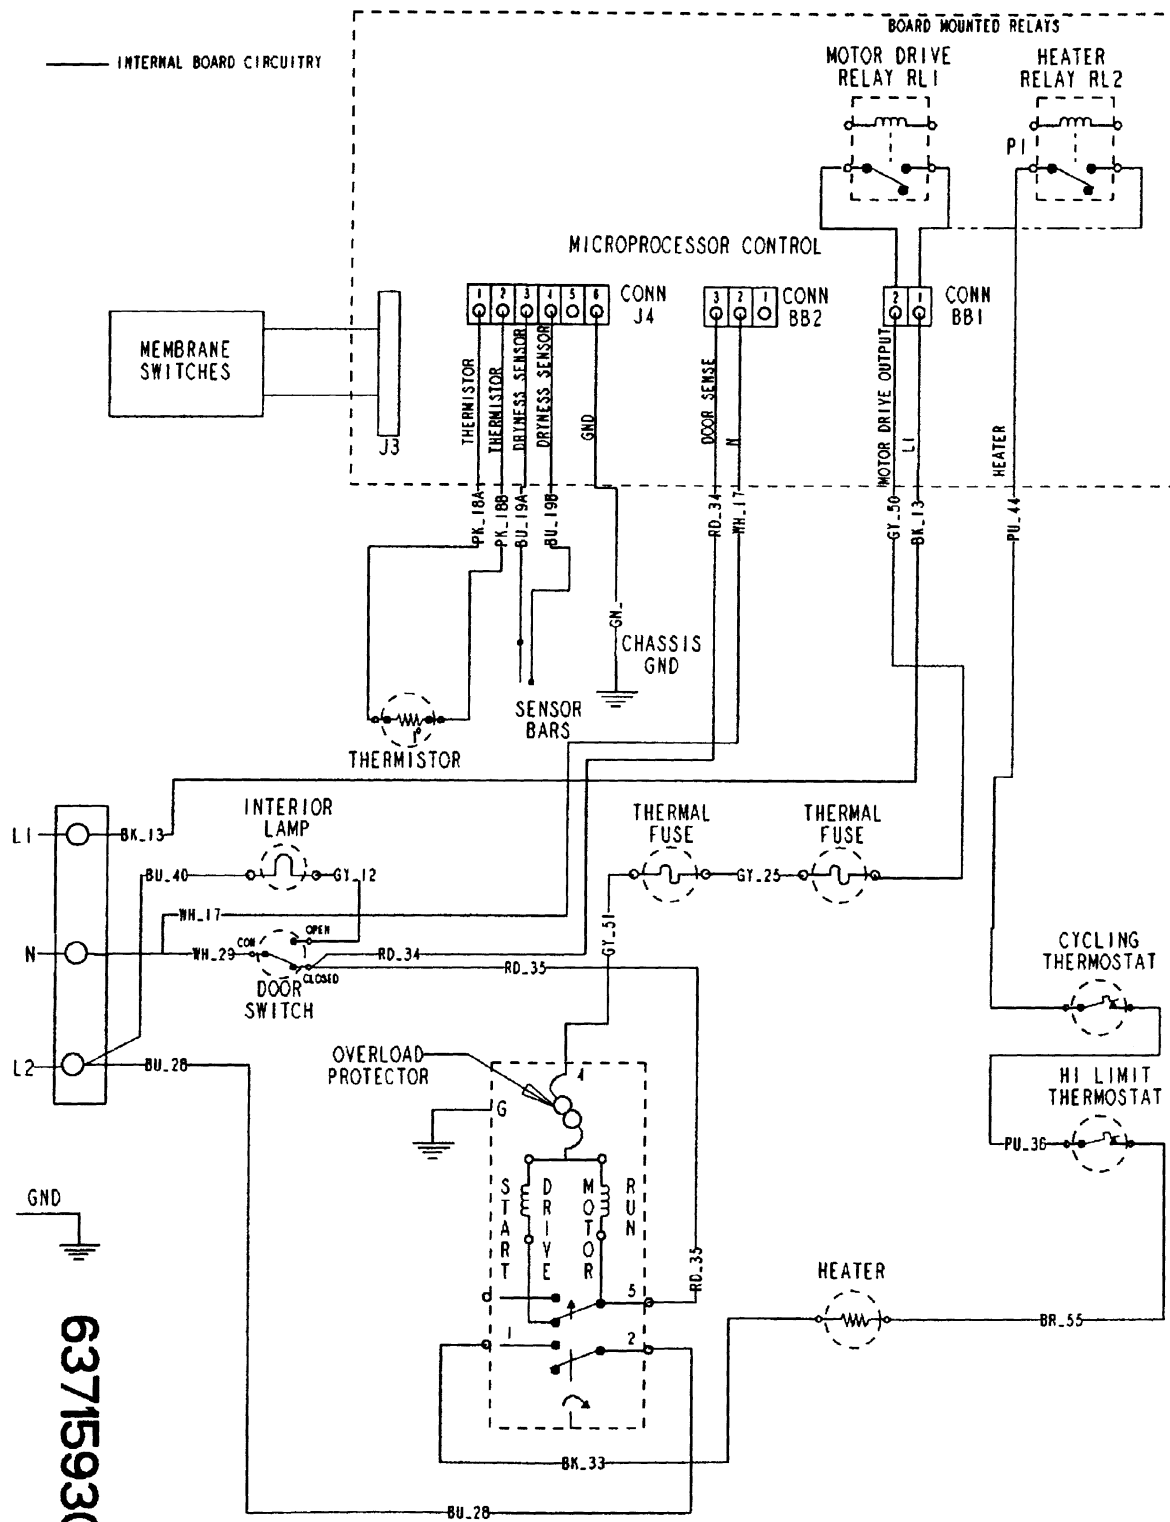 BOARD MOUNTED RELAYS
INTERNAL BOARD CIRCUITRY
MOTOR DRIVE
RELAY RL1
HEATER
RELAY RL2
P1
MICROPROCESSOR CONTROL
1 2 3 4 5 6
CONN
J4
3 2 1
CONN
BB2
2 1
CONN
BB1
MEMBRANE
SWITCHES
J3
THERMISTOR
THERMISTOR
DRYNESS SENSOR
DRYNESS SENSOR
GND
DOOR SENSE
N
MOTOR DRIVE OUTPUT
L1
HEATER
PK_18A
PK_18B
BU_19A
BU_19B
RD_34
WH_17
GY_50
BK_13
PU_44
GN_
CHASSIS
GND
SENSOR
BARS
THERMISTOR
INTERIOR
LAMP
THERMAL
FUSE
THERMAL
FUSE
L1
BK_13
BU_40
GY_12
GY_25
WH_17
GY_51
N
WH_29
COM
OPEN
CLOSED
RD_34
RD_35
DOOR
SWITCH
CYCLING
THERMOSTAT
L2
BU_28
OVERLOAD
PROTECTOR
4
G
HI LIMIT
THERMOSTAT
PU_36
GND
START
DRIVE
MOTOR
RUN
RD_35
5
1
2
HEATER
BR_55
BK_33
BU_28
6371593